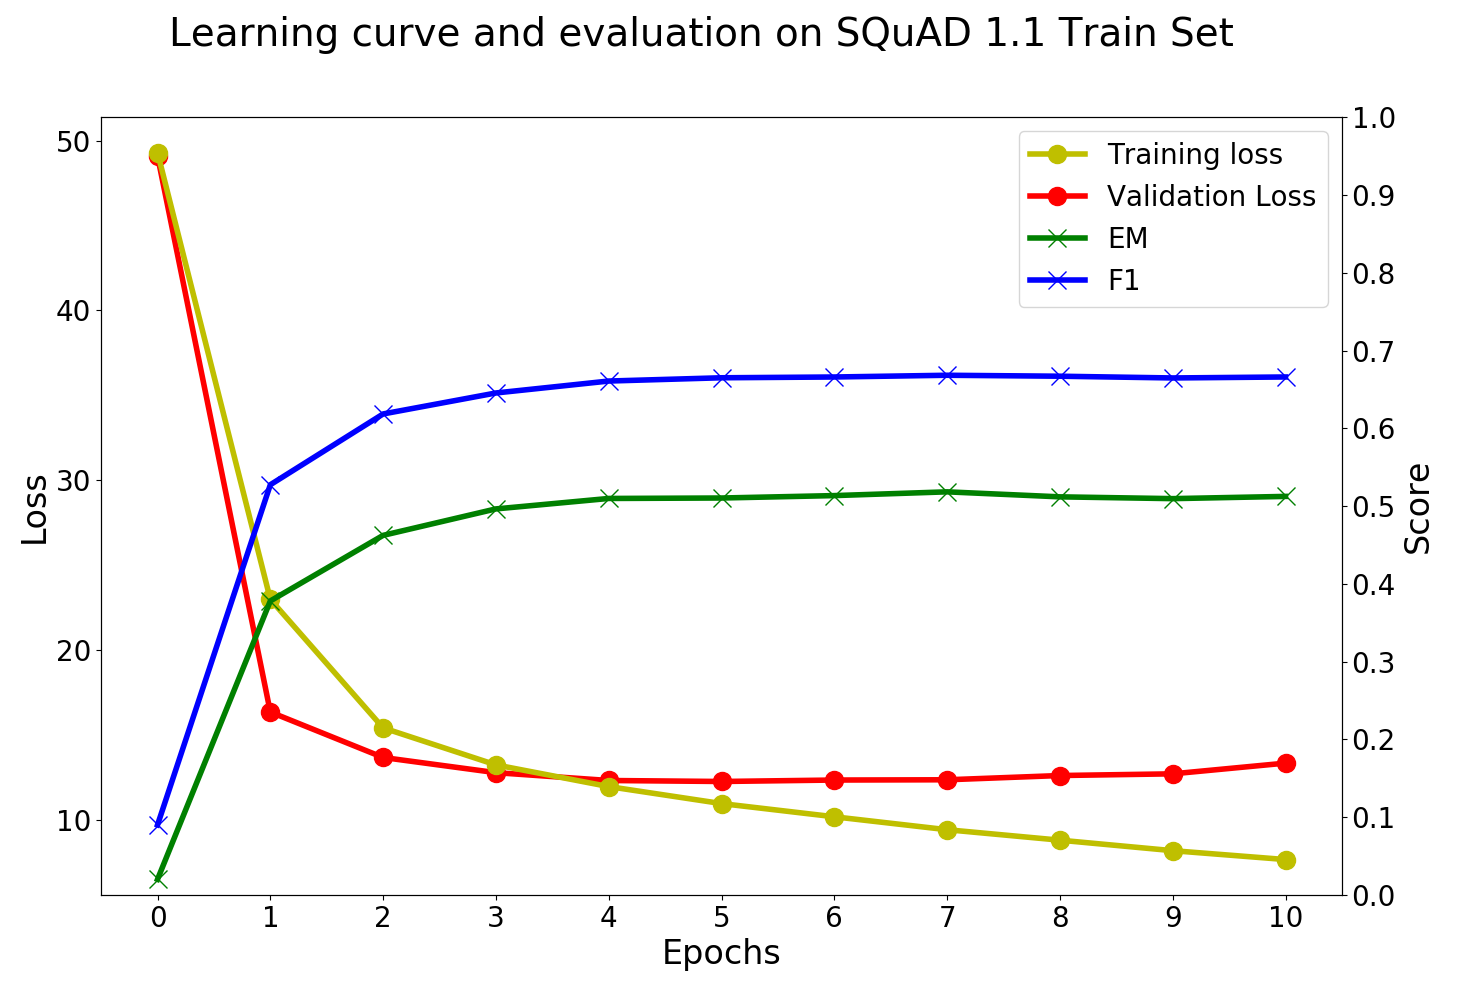 Learning curve and evaluation on SQuAD 1.1 Train Set
50
40
30
20
10
Loss
1.0
0.9
0.8
0.7
0.6
0.5
0.4
0.3
0.2
0.1
0.0
Score
Training loss
Validation Loss
EM
F1
0 1 2 3 4 5 6 7 8 9 10
Epochs